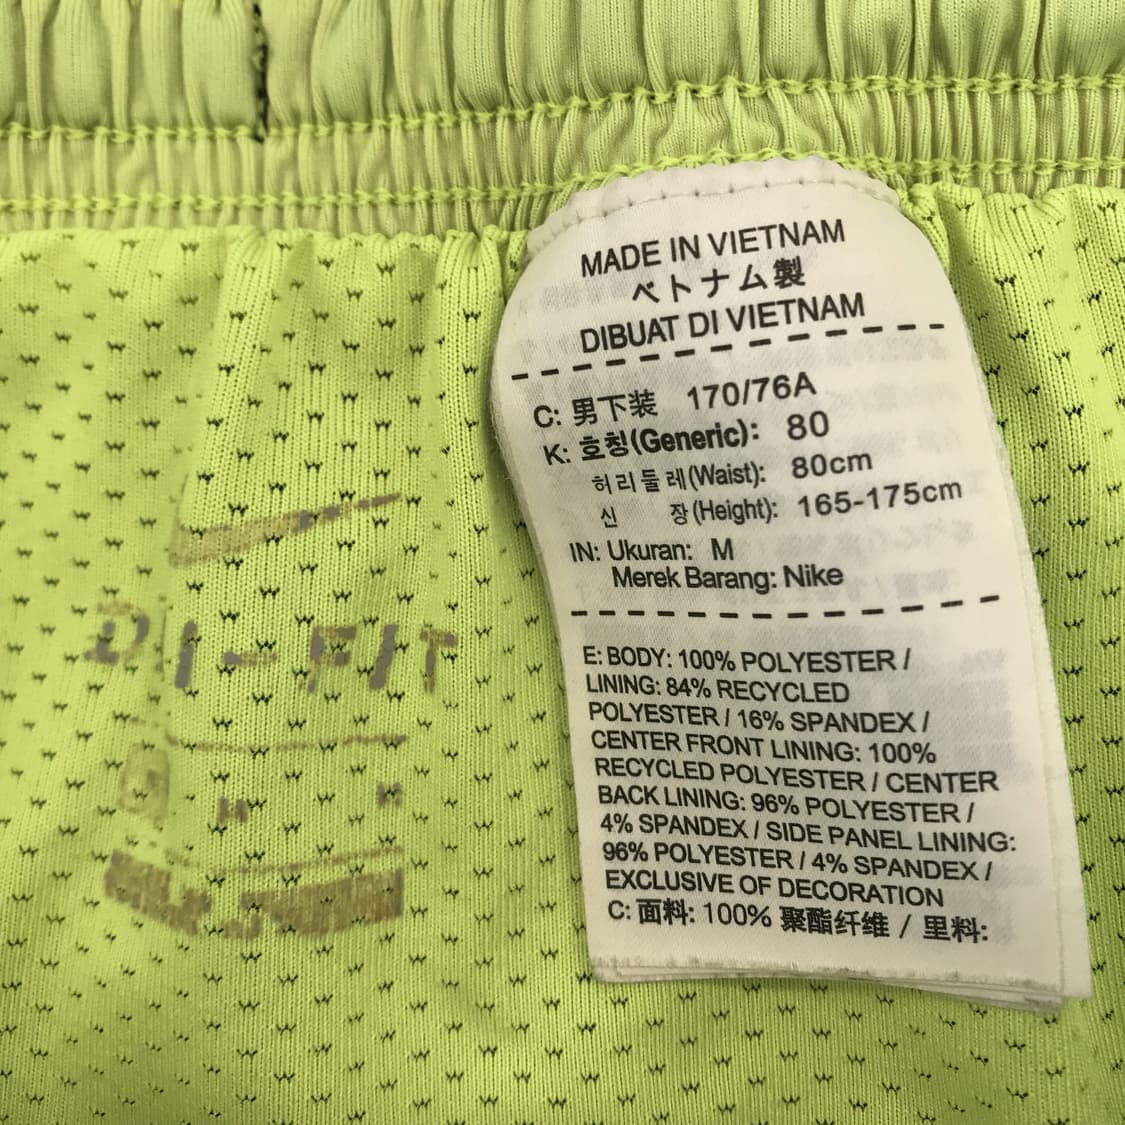 MADE IN VIETNAM
ベトナム製
DIBUAT DI VIETNAM
C: 男下装 170/76A
K: 호칭(Generic): 80
허리둘레(Waist): 80cm
신 장(Height): 165-175cm
IN: Ukuran: M
Merek Barang: Nike
E: BODY: 100% POLYESTER /
LINING: 84% RECYCLED
POLYESTER / 16% SPANDEX /
CENTER FRONT LINING: 100%
RECYCLED POLYESTER / CENTER
BACK LINING: 96% POLYESTER /
4% SPANDEX / SIDE PANEL LINING:
96% POLYESTER / 4% SPANDEX /
EXCLUSIVE OF DECORATION
C: 面料: 100% 聚酯纤维 / 里料: